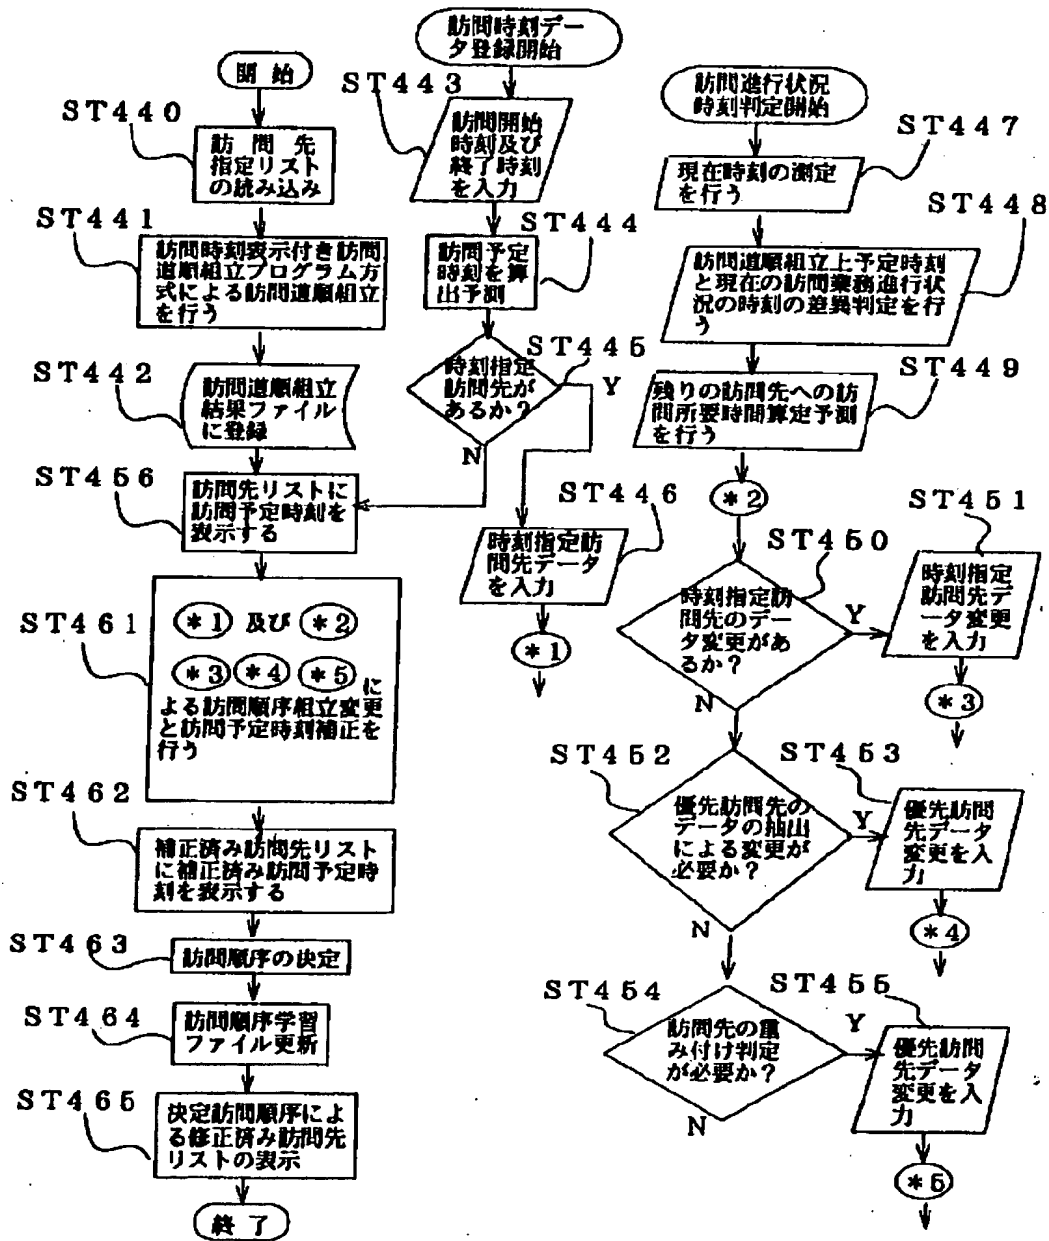 開始
ST440
訪問先
指定リスト
の読み込み
ST441
訪問時刻表示付き訪問
道順組立プログラム方
式による訪問道順組立
を行う
ST442
訪問道順組立
結果ファイル
に登録
ST456
訪問先リストに
訪問予定時刻を
表示する
ST461
*1 及び *2
*3 *4 *5 に
よる訪問順序組立変更
と訪問予定時刻補正を
行う
ST462
補正済み訪問先リスト
に補正済み訪問予定時
刻を表示する
ST463
訪問順序の決定
ST464
訪問順序学習
ファイル更新
ST465
決定訪問順序によ
る修正済み訪問先
リストの表示
終了
訪問時刻デー
タ登録開始
ST443
訪問開始
時刻及び
終了時刻
を入力
ST444
訪問予定
時刻を算
出予測
ST445
時刻指定
訪問先が
あるか?
Y
N
ST446
時刻指定訪
問先データ
を入力
*1
訪問進行状況
時刻判定開始
ST447
現在時刻の測定
を行う
ST448
訪問道順組立上予定時刻
と現在の訪問業務進行状
況の時刻の差異判定を行
う
ST449
残りの訪問先への訪
問所要時間算定予測
を行う
*2
ST450
時刻指定訪
問先のデー
タ変更があ
るか?
Y
N
ST451
時刻指定
訪問先デ
ータ変更
を入力
*3
ST452
優先訪問先の
データの抽出
による変更が
必要か?
Y
N
ST453
優先訪問
先データ
変更を入
力
*4
ST454
訪問先の重
み付け判定
が必要か?
Y
N
ST455
優先訪問
先データ
変更を入
力
*5